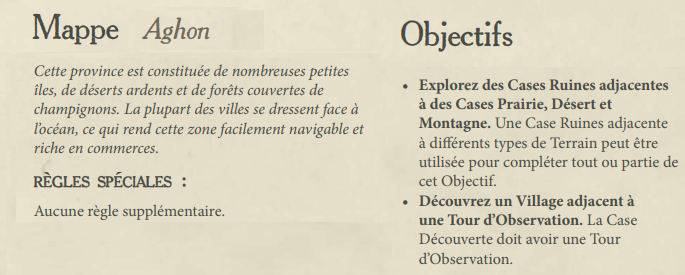 Mappe Aghon
Cette province est constituée de nombreuses petites
îles, de déserts ardents et de forêts couvertes de
champignons. La plupart des villes se dressent face à
l'océan, ce qui rend cette zone facilement navigable et
riche en commerces.
RÈGLES SPÉCIALES :
Aucune règle supplémentaire.
Objectifs
• Explorez des Cases Ruines adjacentes
à des Cases Prairie, Désert et
Montagne. Une Case Ruines adjacente
à différents types de Terrain peut être
utilisée pour compléter tout ou partie de
cet Objectif.
• Découvrez un Village adjacent à
une Tour d'Observation. La Case
Découverte doit avoir une Tour
d'Observation.